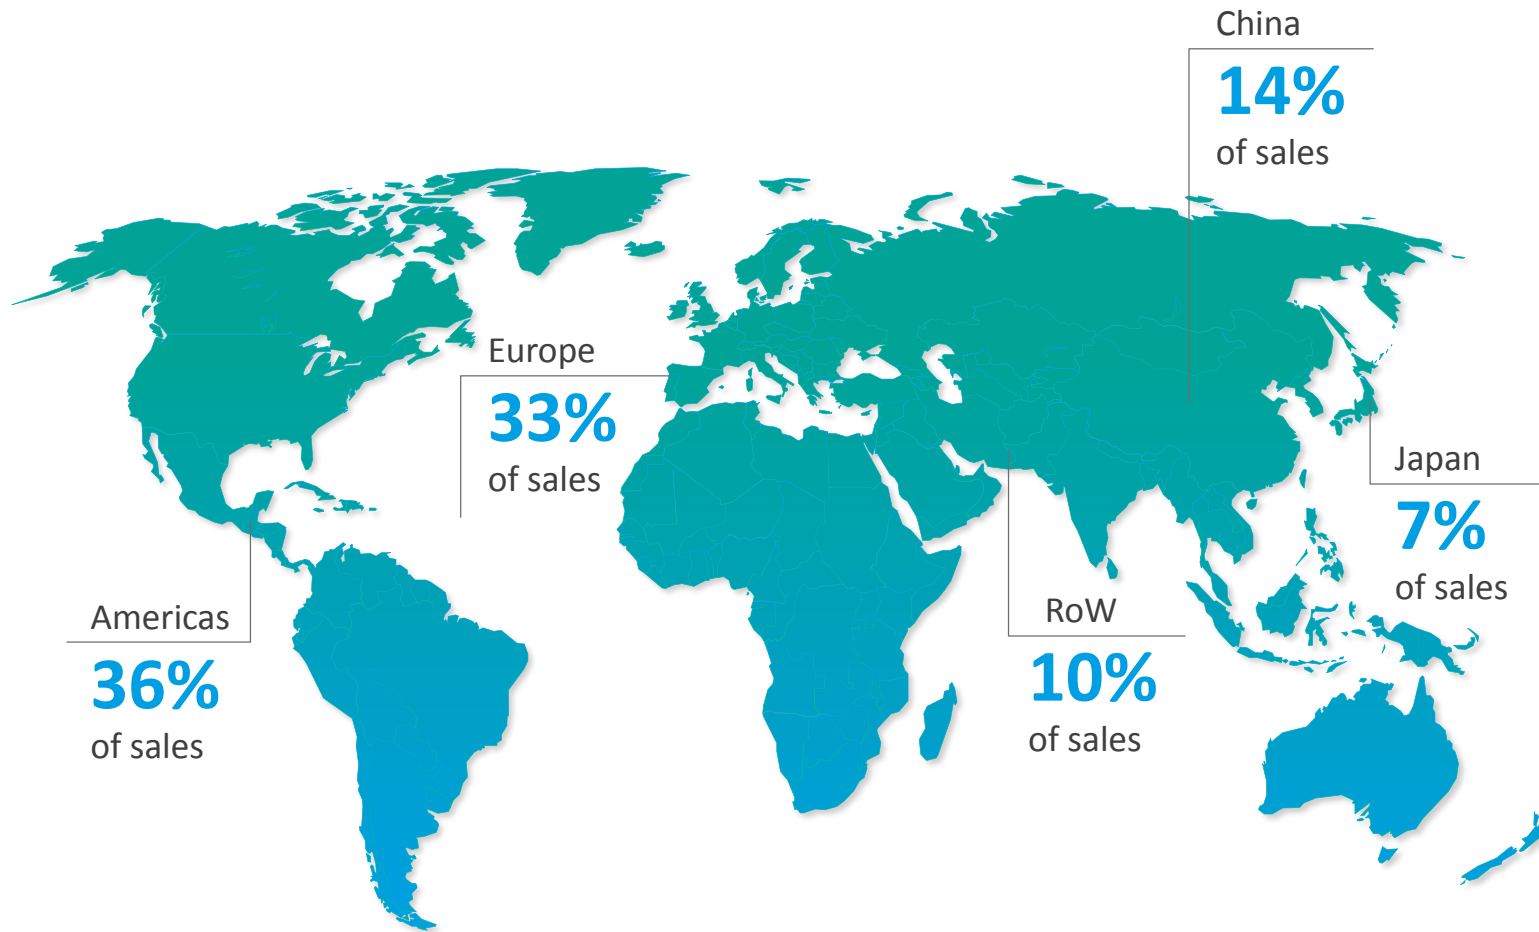 China
14%
of sales
Europe
33%
of sales
Japan
7%
of sales
Americas
36%
of sales
RoW
10%
of sales